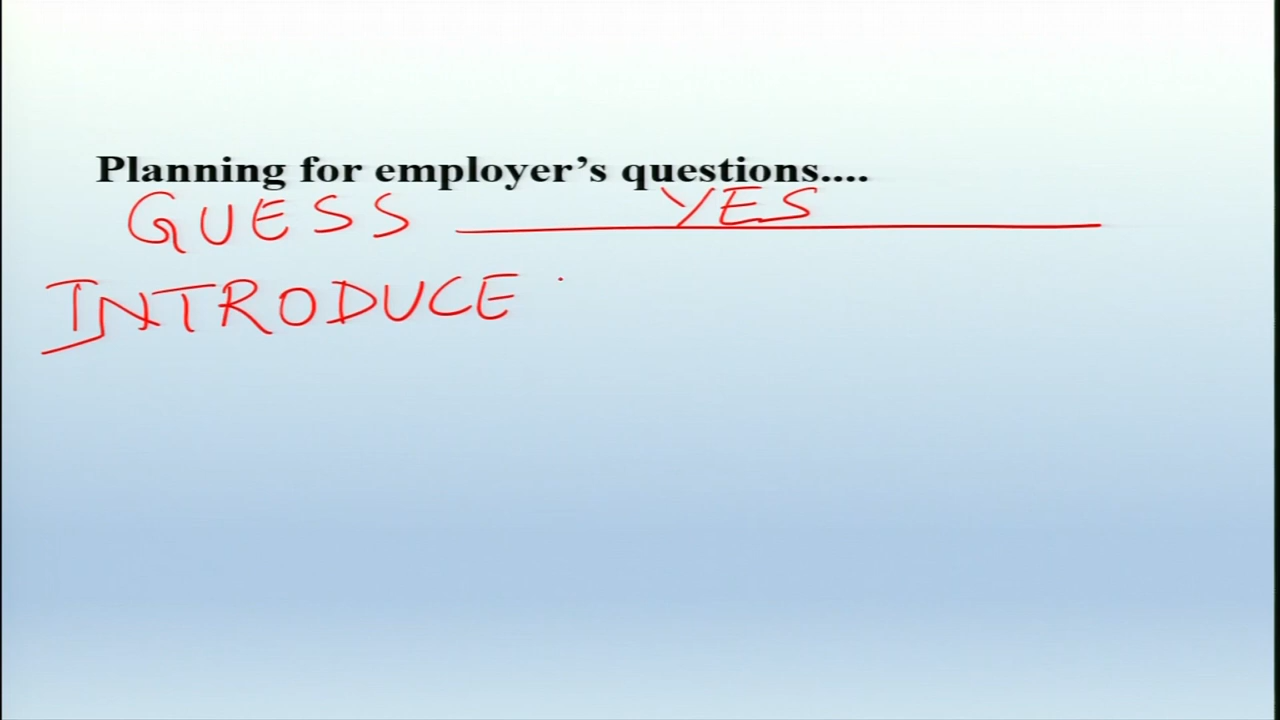 Planning for employer's questions....
GUESS YES
INTRODUCE